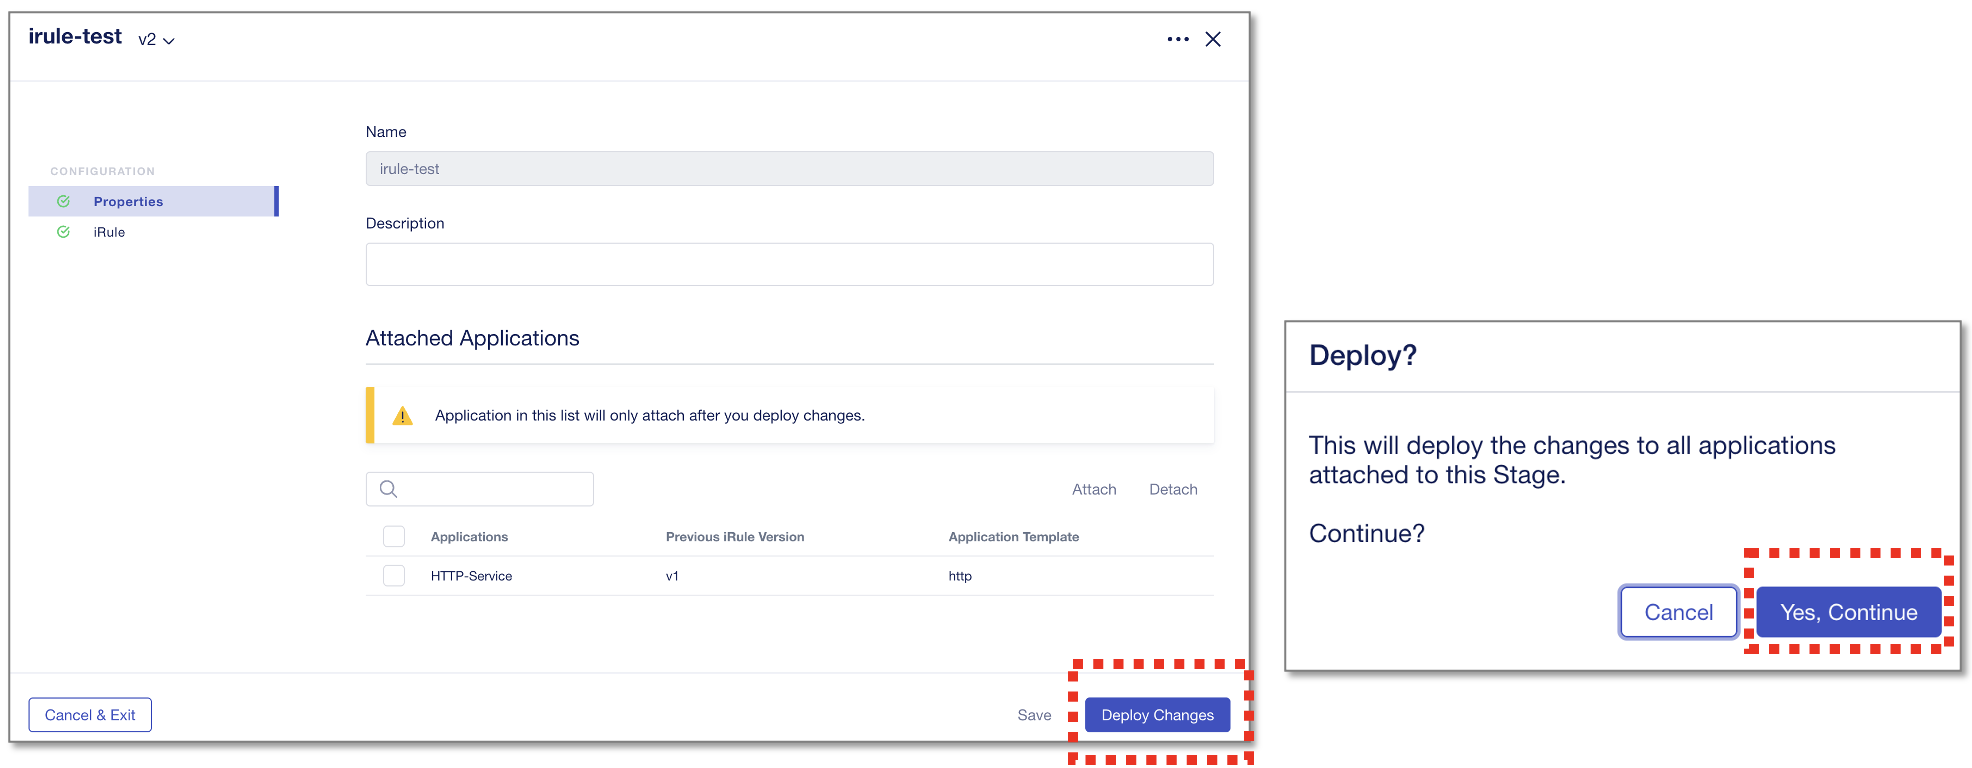 irule-test v2
CONFIGURATION
Properties
iRule
Name
irule-test
Description
Attached Applications
Application in this list will only attach after you deploy changes.
Attach Detach
Applications Previous iRule Version Application Template
HTTP-Service v1 http
Cancel & Exit Save Deploy Changes
Deploy?
This will deploy the changes to all applications
attached to this Stage.
Continue?
Cancel Yes, Continue